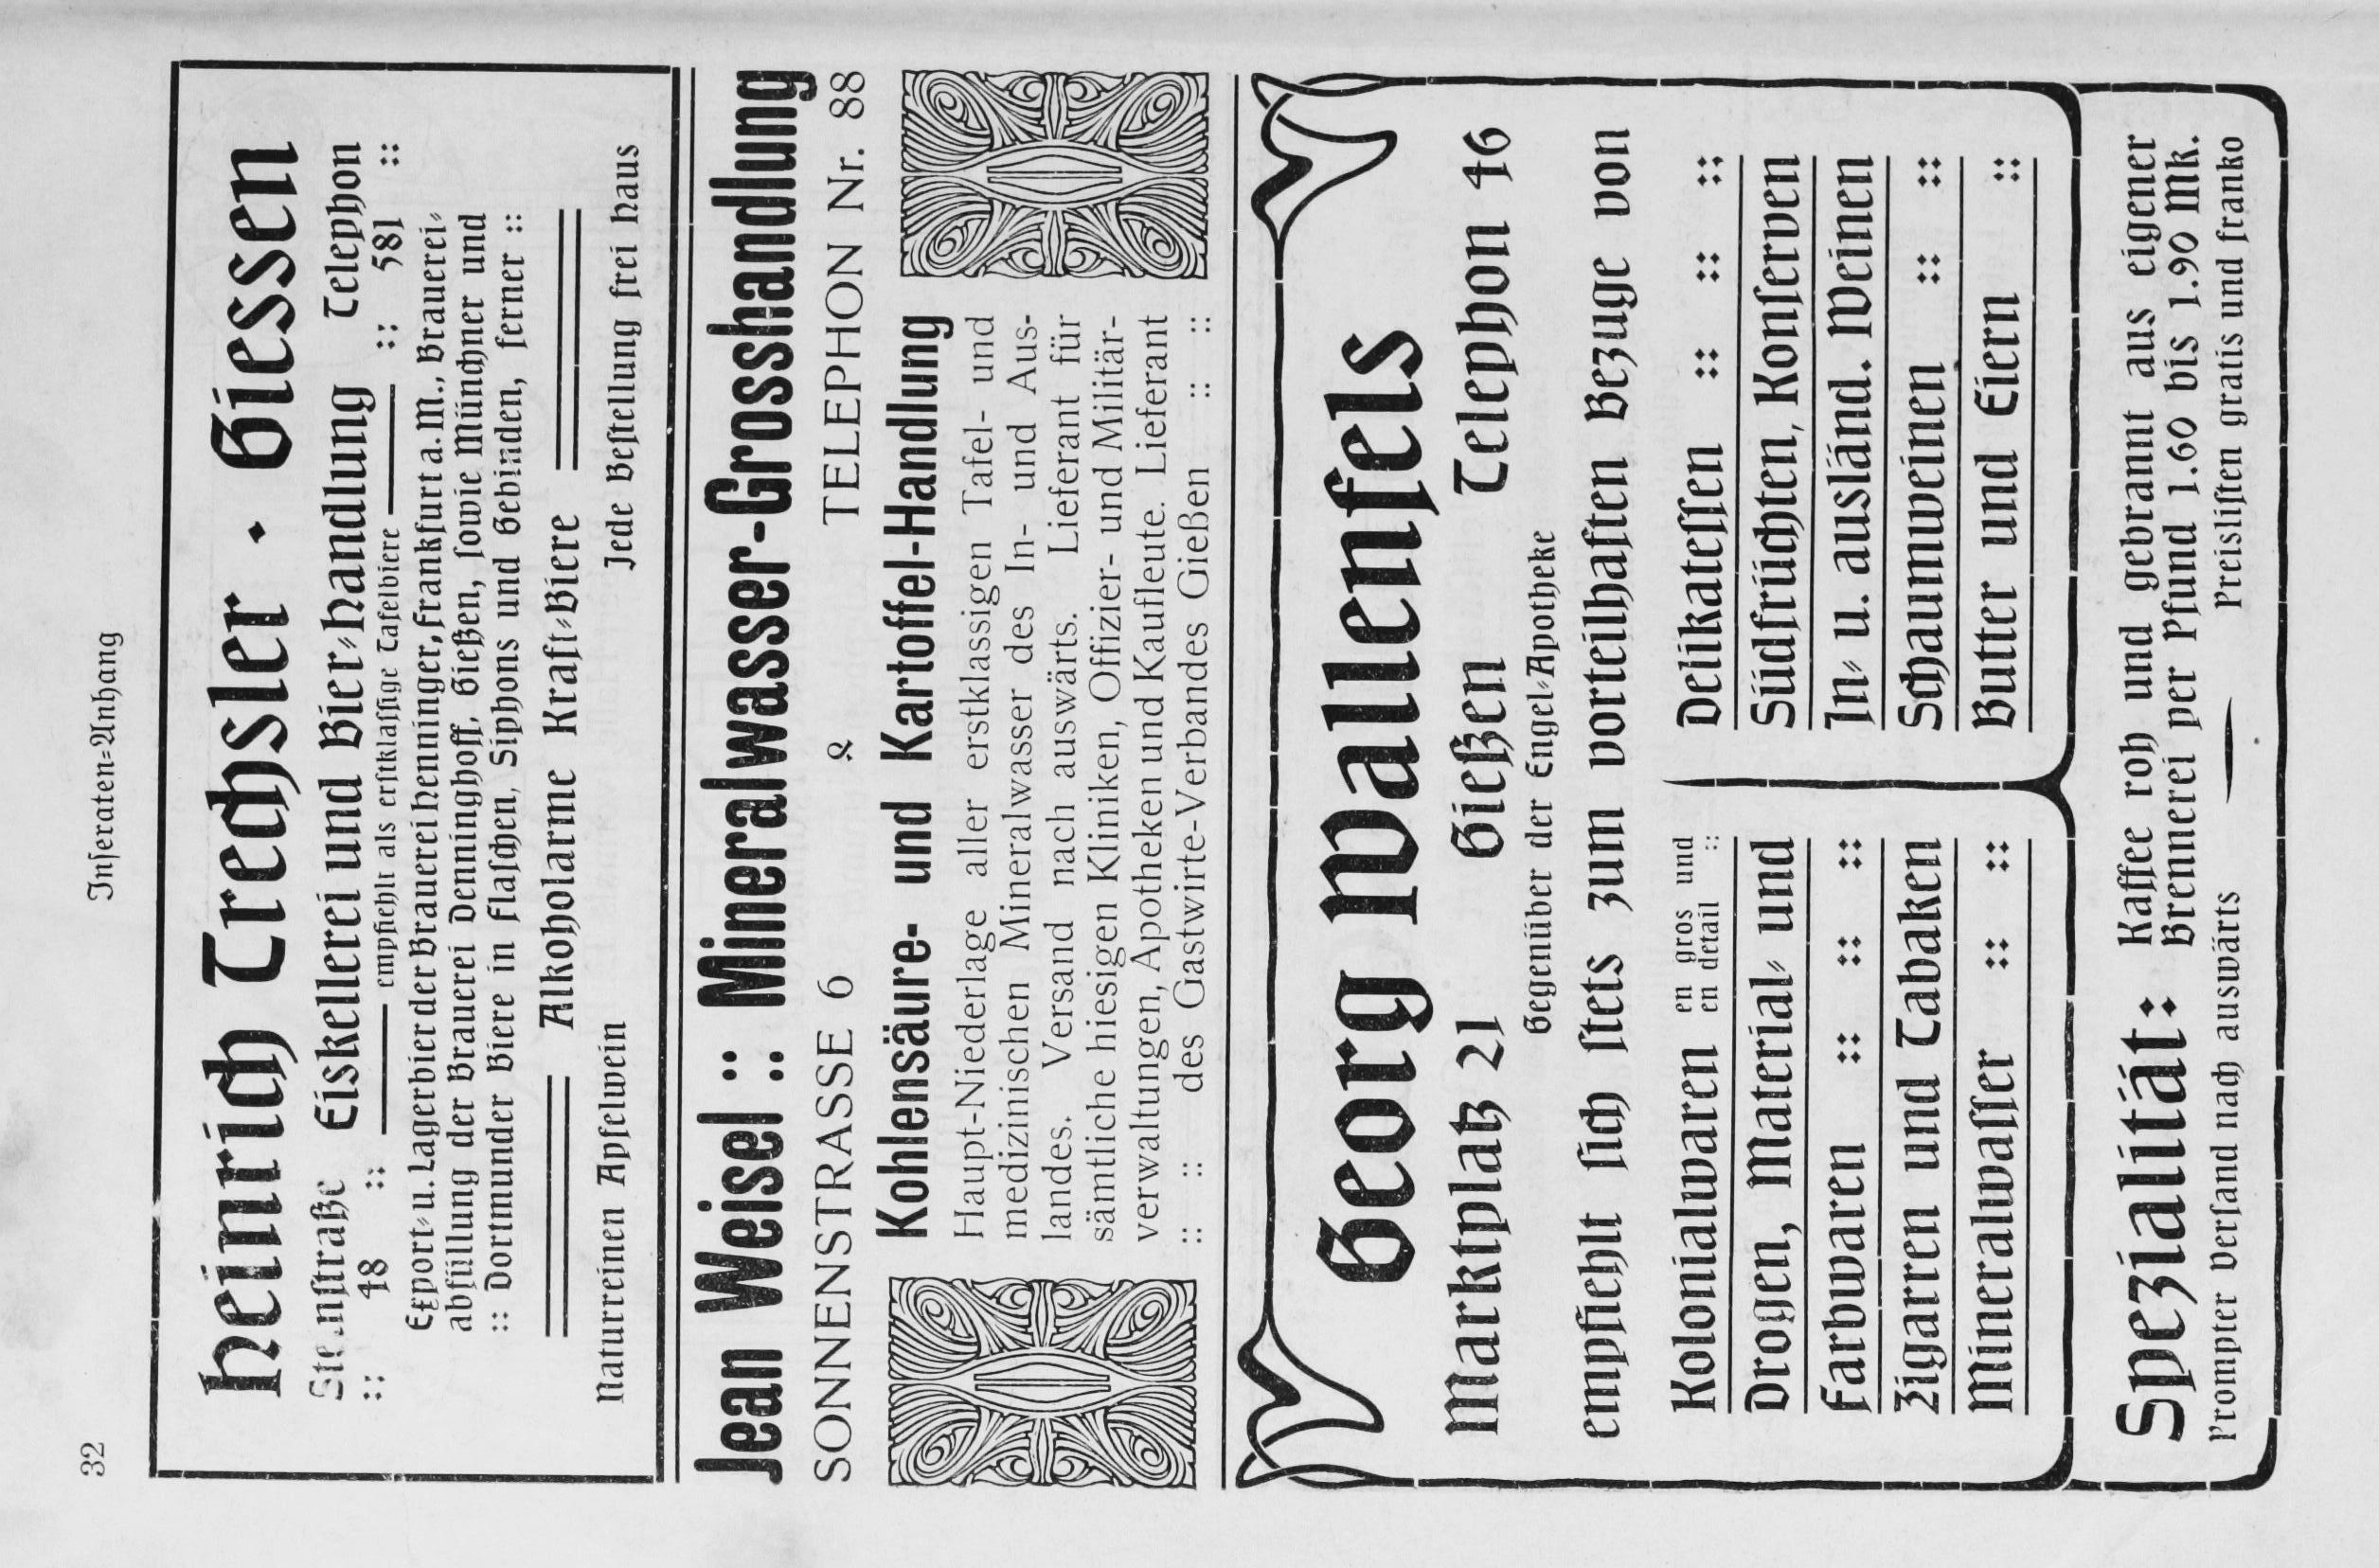 32
Inſeraten-Anhang
Heinrich Trechsler · Giessen
Eiskellerei und Bier-Handlung
Telephon
48
:: 581 ::
empfiehlt als erſtklaſſige Tafelbiere
Export- u. Lagerbier der Brauerei Henninger, Frankfurt a. M., Brauerei-
abfüllung der Brauerei Denninghoff, Gießen, ſowie Münchner und
:: Dortmunder Biere in Flaſchen, Siphons und Gebinden, ferner ::
Alkoholarme Kraft-Biere
Naturreinen Apfelwein
Jede Beſtellung frei Haus
Jean Weisel :: Mineralwasser-Grosshandlung
SONNENSTRASSE 6
TELEPHON Nr. 88
Kohlensäure- und Kartoffel-Handlung
Haupt-Niederlage aller erstklassigen Tafel- und
medizinischen Mineralwasser des In- und Aus-
landes. Versand nach auswärts. Lieferant für
sämtliche hiesigen Kliniken, Offizier- und Militär-
verwaltungen, Apotheken und Kaufleute. Lieferant
:: :: des Gastwirte-Verbandes Gießen :: ::
Georg Wallenfels
Marktplatz 21 Gießen Telephon 46
Gegenüber der Engel-Apotheke
empfiehlt ſich ſtets zum vorteilhaften Bezuge von
Kolonialwaren en gros und en detail ::
Drogen, Material- und
Farbwaren :: :: ::
Zigarren und Tabaken
Mineralwaſſer :: ::
Delikateſſen :: :: ::
Südfrüchten, Konſerven
In- u. ausländ. Weinen
Schaumweinen :: ::
Butter und Eiern ::
Spezialität: Kaffee roh und gebrannt aus eigener
Brennerei per Pfund 1.60 bis 1.90 Mk.
Prompter Verſand nach auswärts — Preisliſten gratis und franko